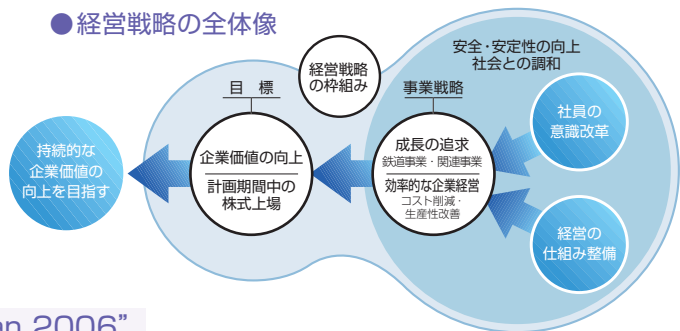 ●経営戦略の全体像
安全・安定性の向上
社会との調和
経営戦略
の枠組み
目 標
事業戦略
社員の
意識改革
持続的な
企業価値の
向上を目指す
企業価値の向上
計画期間中の
株式上場
成長の追求
鉄道事業・関連事業
効率的な企業経営
コスト削減・
生産性改善
経営の
仕組み整備
2006”